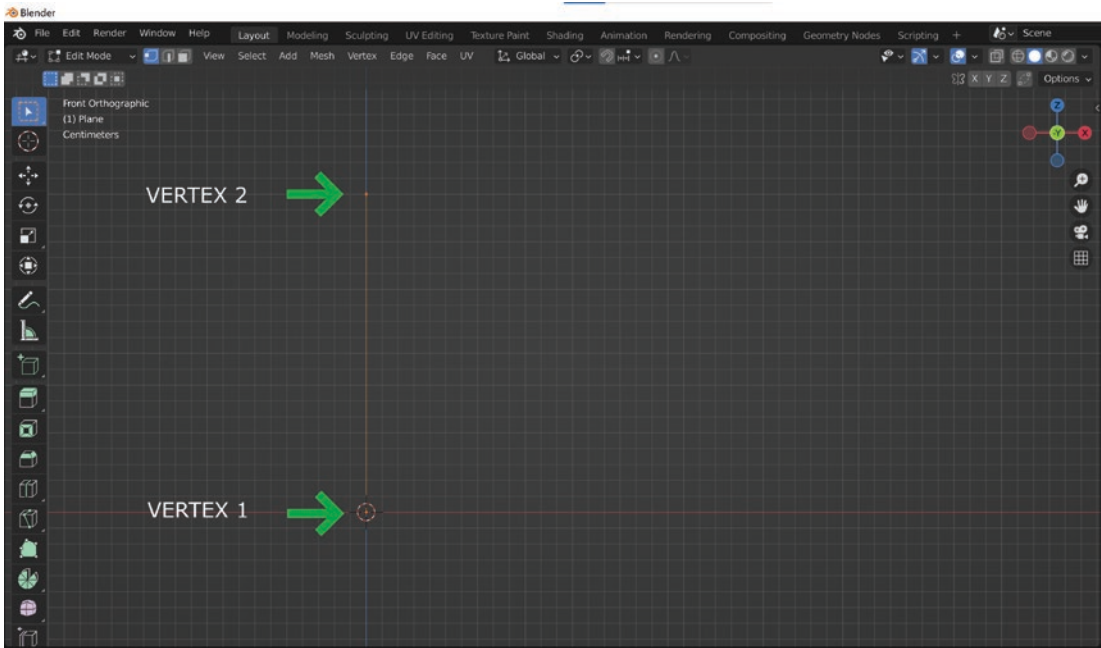 Blender
File Edit Render Window Help Layout Modeling Sculpting UV Editing Texture Paint Shading Animation Rendering Compositing Geometry Nodes Scripting + Scene
Edit Mode View Select Add Mesh Vertex Edge Face UV Global
X Y Z Options
Front Orthographic
(1) Plane
Centimeters
Z
-Y X
VERTEX 2
VERTEX 1